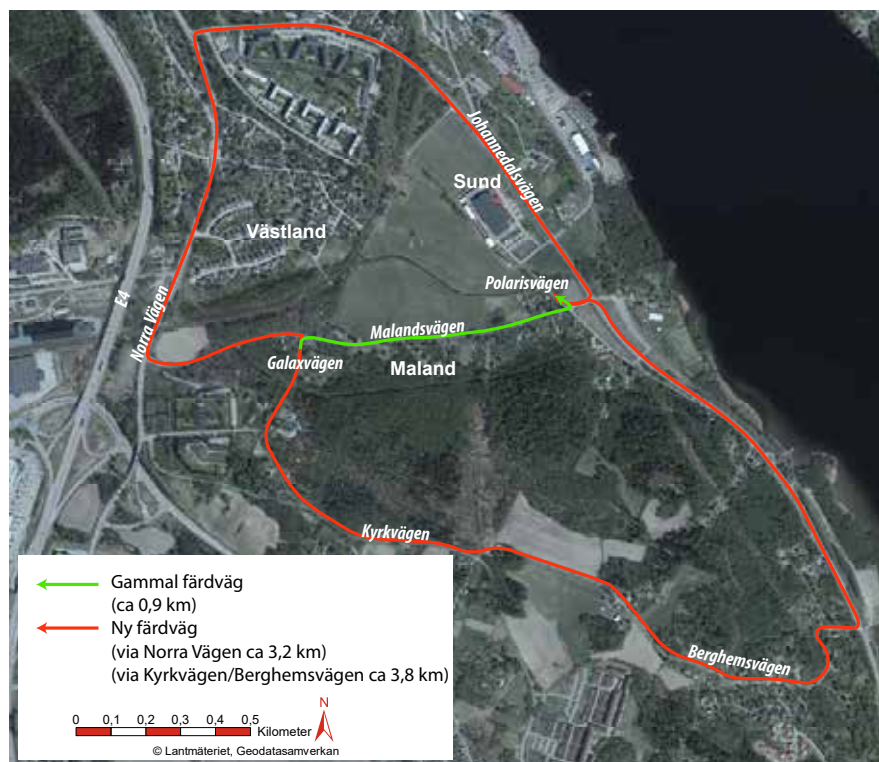 Johannedalsvägen
Sund
Västland
Polarisvägen
E4
Norra Vägen
Malandsvägen
Galaxvägen
Maland
Kyrkvägen
Berghemsvägen
Gammal färdväg
(ca 0,9 km)
Ny färdväg
(via Norra Vägen ca 3,2 km)
(via Kyrkvägen/Berghemsvägen ca 3,8 km)
N
0 0,1 0,2 0,3 0,4 0,5
Kilometer
© Lantmäteriet, Geodatasamverkan